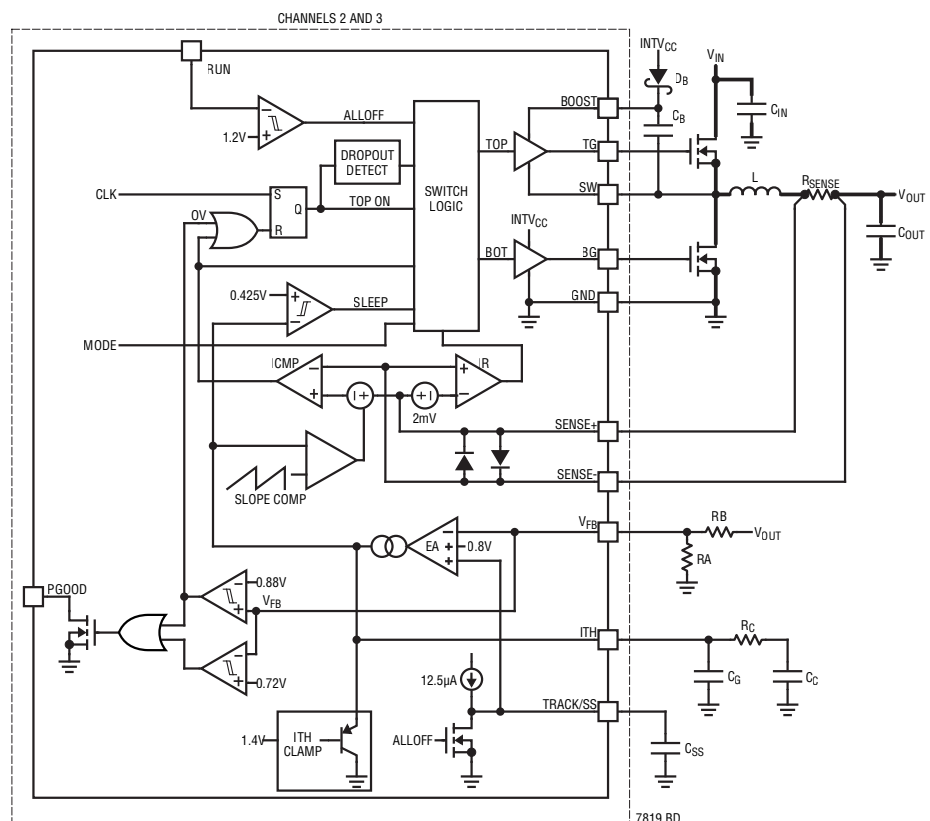 CHANNELS 2 AND 3
RUN
1.2V
ALLOFF
DROPOUT
DETECT
CLK
S
Q
R
TOP ON
OV
SWITCH
LOGIC
TOP
BOT
INTVCC
BOOST
TG
SW
BG
GND
INTVCC
DB
CB
VIN
CIN
L
RSENSE
VOUT
COUT
0.425V
SLEEP
MODE
ICMP
IR
2mV
SLOPE COMP
SENSE+
SENSE-
VFB
EA
0.8V
RB
VOUT
RA
PGOOD
0.88V
VFB
0.72V
ITH
RC
CG
CC
12.5µA
TRACK/SS
ALLOFF
CSS
1.4V
ITH
CLAMP
7819 BD